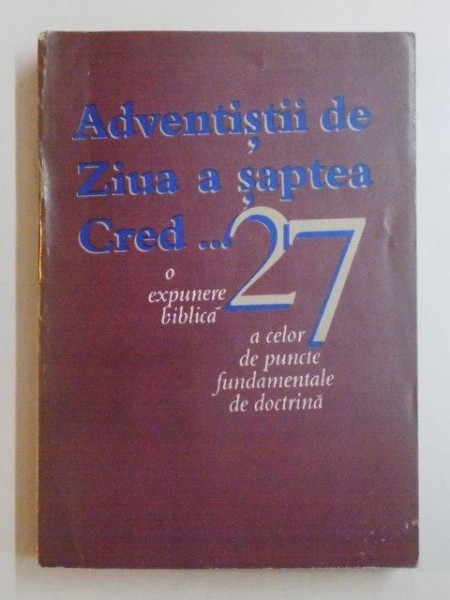 Adventiștii de
Ziua a șaptea
Cred ...
27
o
expunere
biblică
a celor
de puncte
fundamentale
de doctrină